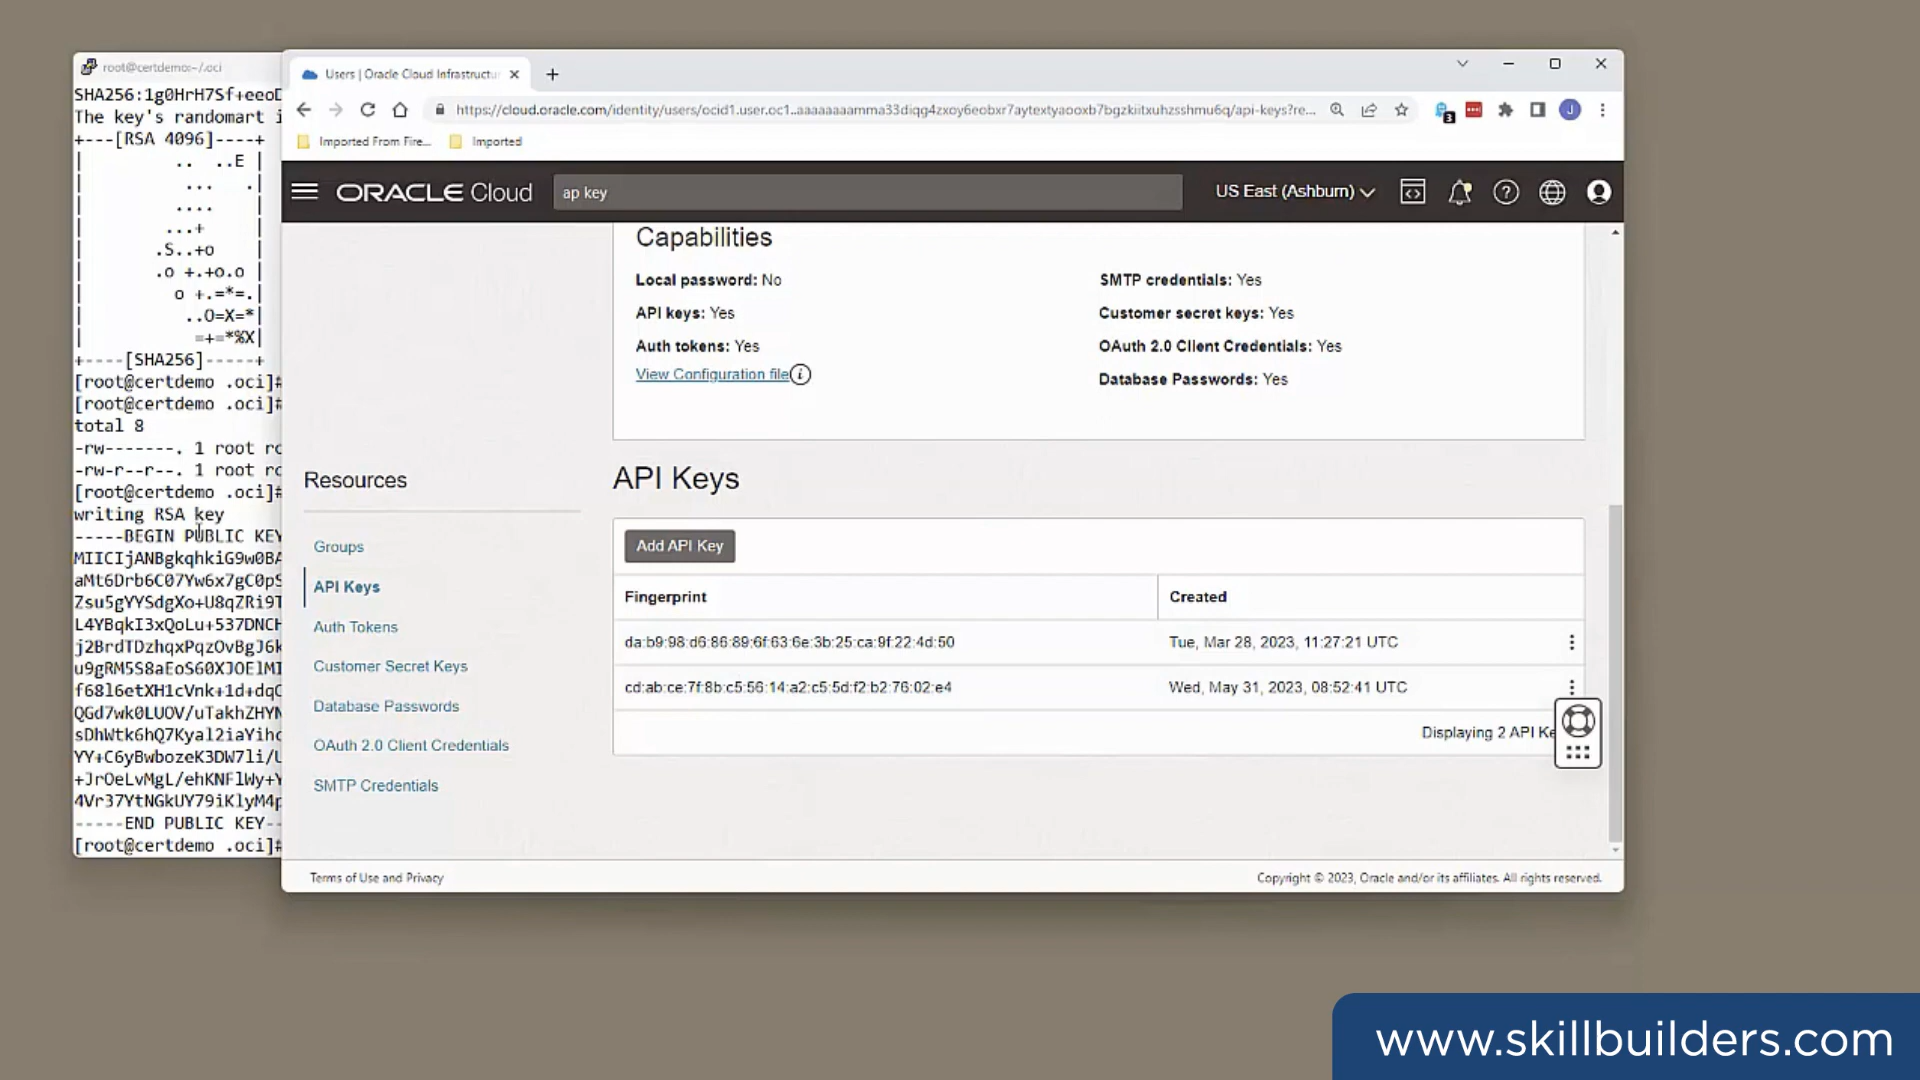 root@certdemo:~/.oci
SHA256:1g0HrH7Sf+eeoD
The key's randomart i
+---[RSA 4096]----+
| .. ..E |
| ... .|
| .... |
| ...+ |
| .S..+o |
| .o +.+o.o |
| o +.=*=.|
| ..O=X=*|
| =+=*%X|
+----[SHA256]-----+
[root@certdemo .oci]#
[root@certdemo .oci]#
total 8
-rw-------. 1 root ro
-rw-r--r--. 1 root ro
[root@certdemo .oci]#
writing RSA key
-----BEGIN PUBLIC KEY
MIICIjANBgkqhkiG9w0BA
aMt6Drb6C07Yw6x7gC0pS
Zsu5gYYSdgXo+U8qZRi9T
L4YBqkI3xQoLu+537DNCH
j2BrdTDzhqxPqzOvBgJ6k
u9gRM5S8aEoS60XJOElMI
f68l6etXH1cVnk+1d+dqC
QGd7wk0LUOV/uTakhZHYN
sDhWtk6hQ7Kyal2iaYihc
YY+C6yBwbozeK3DW7li/U
+JrOeLvMgL/ehKNFlWy+Y
4Vr37YtNGkUY79iKlyM4p
-----END PUBLIC KEY--
[root@certdemo .oci]#
Users | Oracle Cloud Infrastructu
https://cloud.oracle.com/identity/users/ocid1.user.oc1..aaaaaaaamma33diqg4zxoy6eobxr7aytextyaooxb7bgzkiitxuhzsshmu6q/api-keys?re...
3
J
Imported From Fire... Imported
ORACLE Cloud
ap key
US East (Ashburn)
Capabilities
Local password: No
API keys: Yes
Auth tokens: Yes
View Configuration file
SMTP credentials: Yes
Customer secret keys: Yes
OAuth 2.0 Client Credentials: Yes
Database Passwords: Yes
Resources
Groups
API Keys
Auth Tokens
Customer Secret Keys
Database Passwords
OAuth 2.0 Client Credentials
SMTP Credentials
API Keys
Add API Key
Fingerprint Created
da:b9:98:d6:86:89:6f:63:6e:3b:25:ca:9f:22:4d:50 Tue, Mar 28, 2023, 11:27:21 UTC
cd:ab:ce:7f:8b:c5:56:14:a2:c5:5d:f2:b2:76:02:e4 Wed, May 31, 2023, 08:52:41 UTC
Displaying 2 API Ke
Terms of Use and Privacy
Copyright © 2023, Oracle and/or its affiliates. All rights reserved.
www.skillbuilders.com